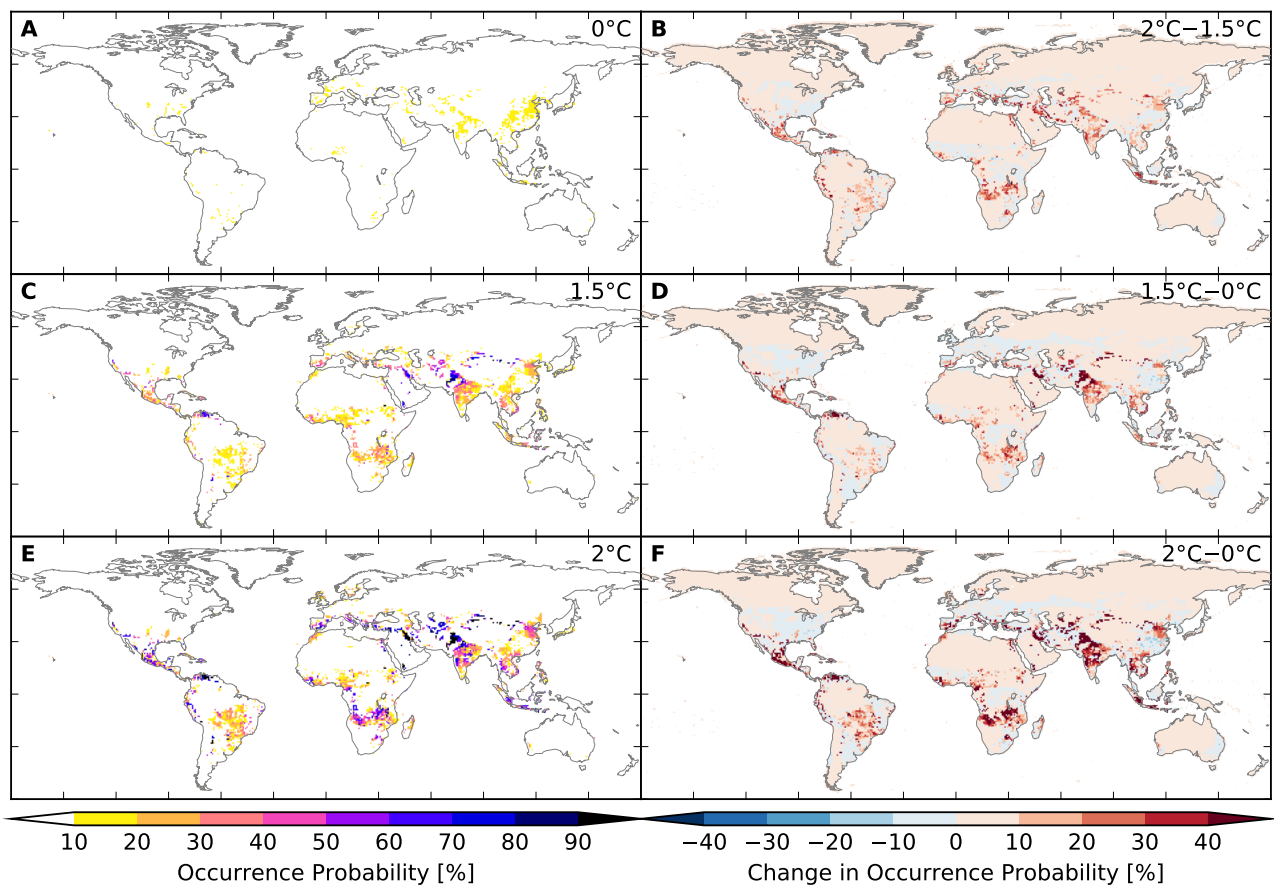 A 0°C
B 2°C−1.5°C
C 1.5°C
D 1.5°C−0°C
E 2°C
F 2°C−0°C
10 20 30 40 50 60 70 80 90
Occurrence Probability [%]
−40 −30 −20 −10 0 10 20 30 40
Change in Occurrence Probability [%]